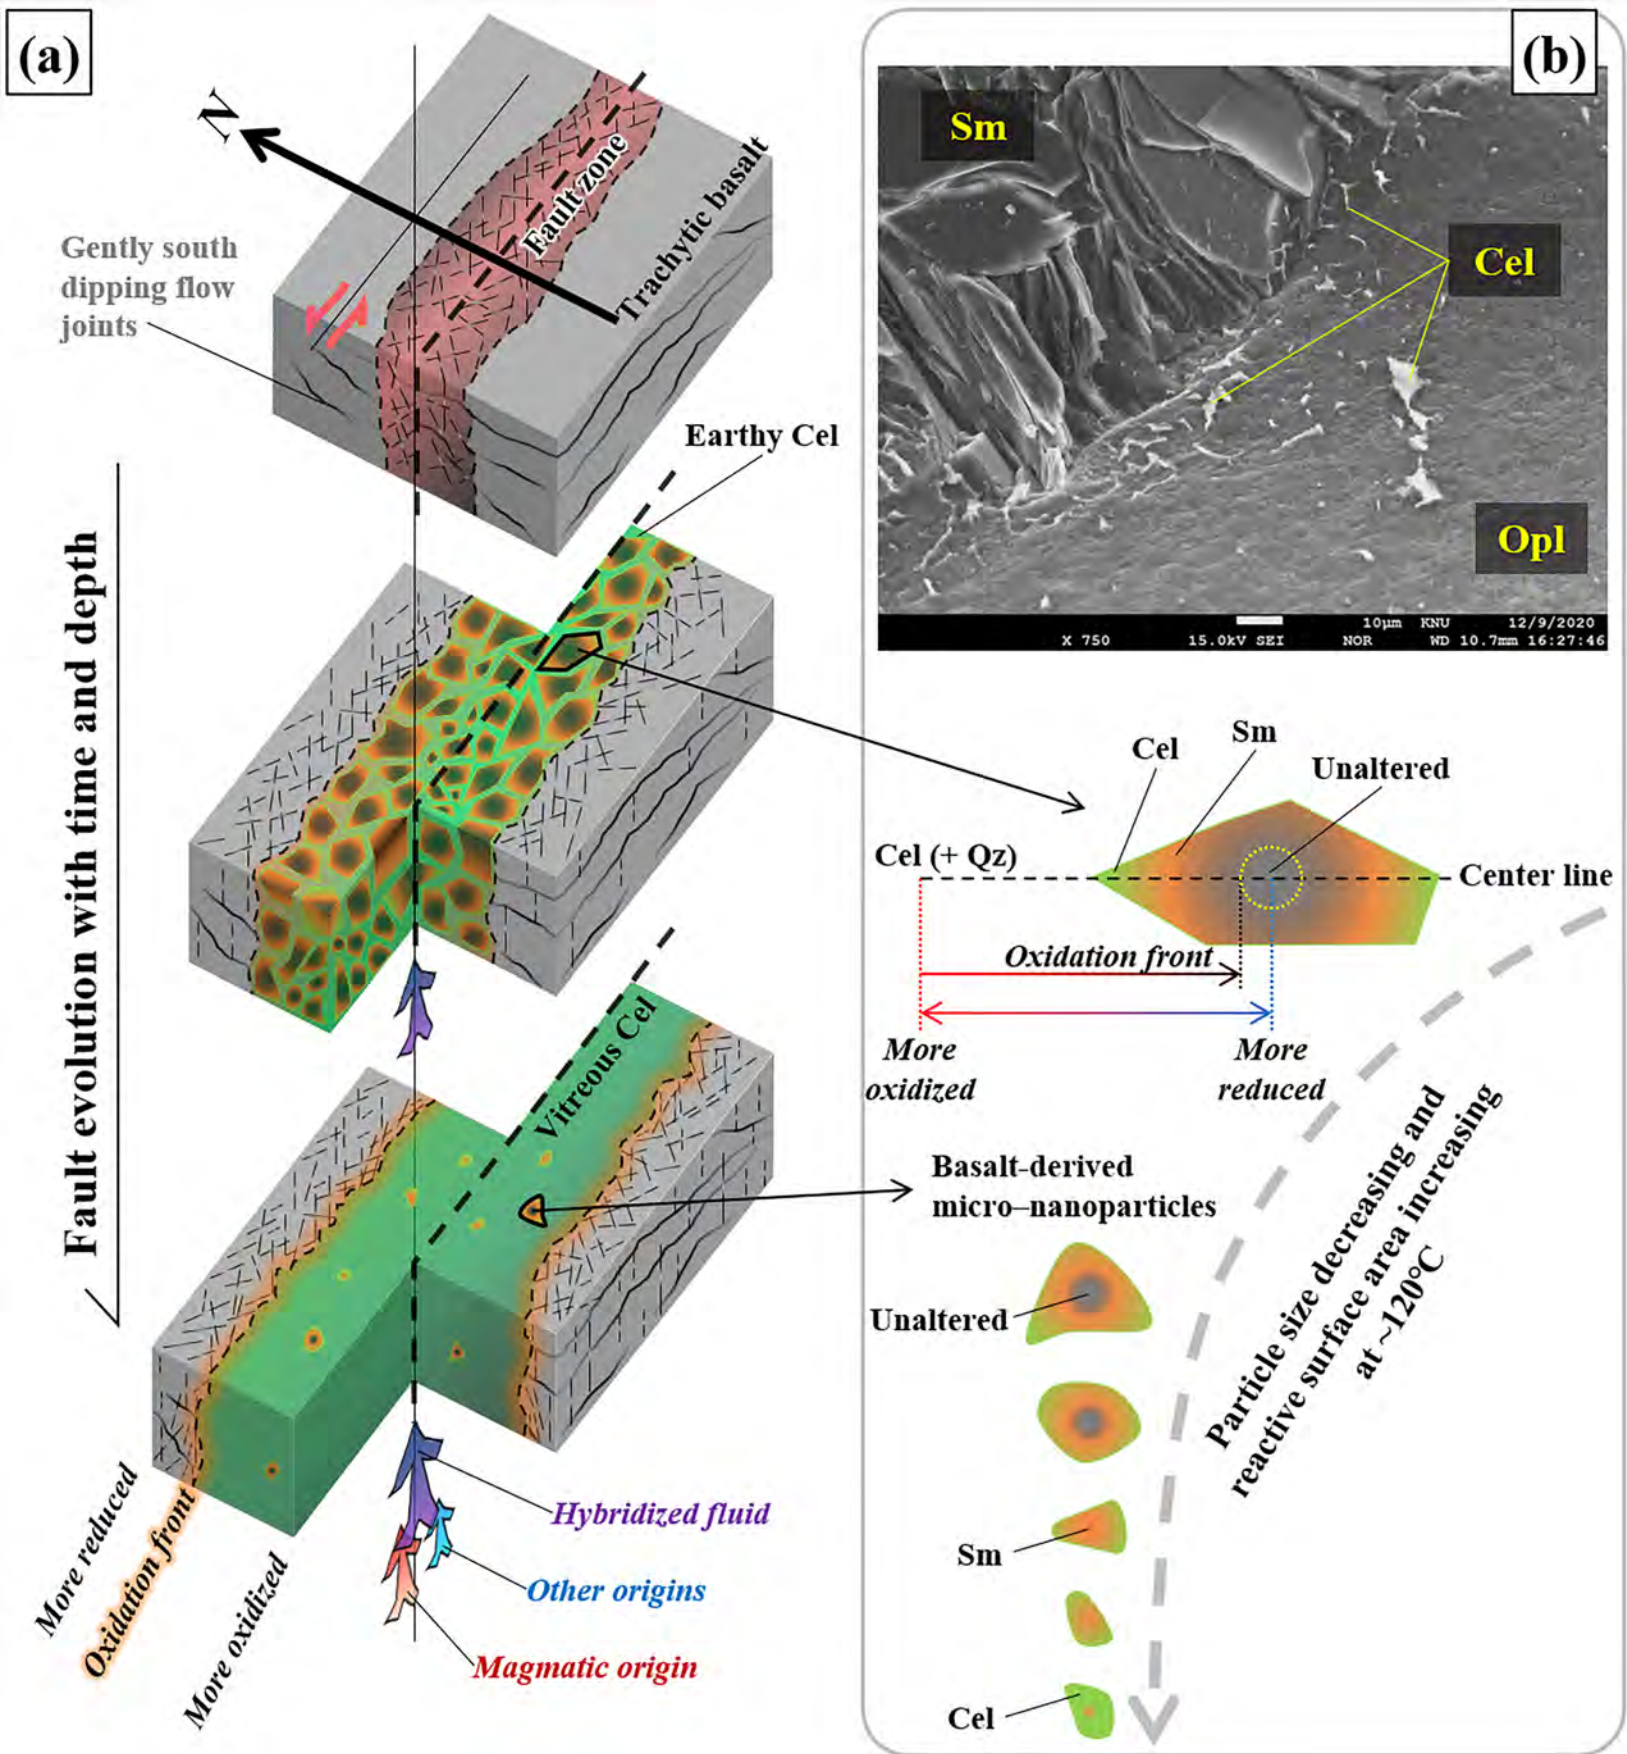 (a)
N
Fault zone
Trachytic basalt
Gently south
dipping flow
joints
Earthy Cel
Fault evolution with time and depth
Vitreous Cel
Hybridized fluid
Other origins
Magmatic origin
More reduced
Oxidation front
More oxidized
(b)
Sm
Cel
Opl
10µm KNU 12/9/2020
X 750 15.0kV SEI NOR WD 10.7mm 16:27:46
Cel
Sm
Unaltered
Cel (+ Qz)
Center line
Oxidation front
More
oxidized
More
reduced
Basalt-derived
micro–nanoparticles
Unaltered
Sm
Cel
Particle size decreasing and
reactive surface area increasing
at ~120℃